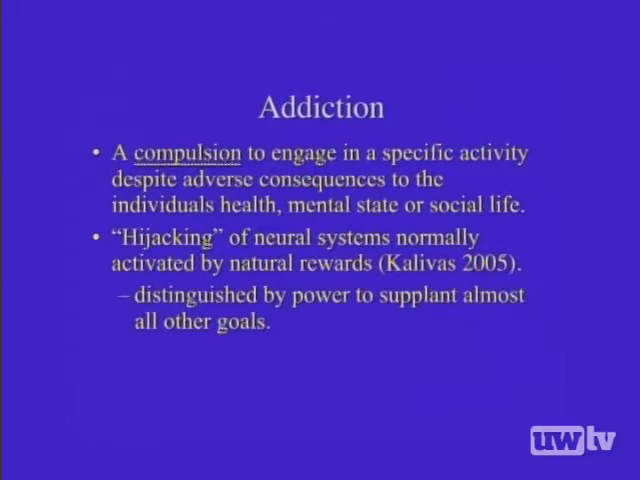 Addiction
• A compulsion to engage in a specific activity
despite adverse consequences to the
individuals health, mental state or social life.
• “Hijacking” of neural systems normally
activated by natural rewards (Kalivas 2005).
– distinguished by power to supplant almost
all other goals.
uwtv